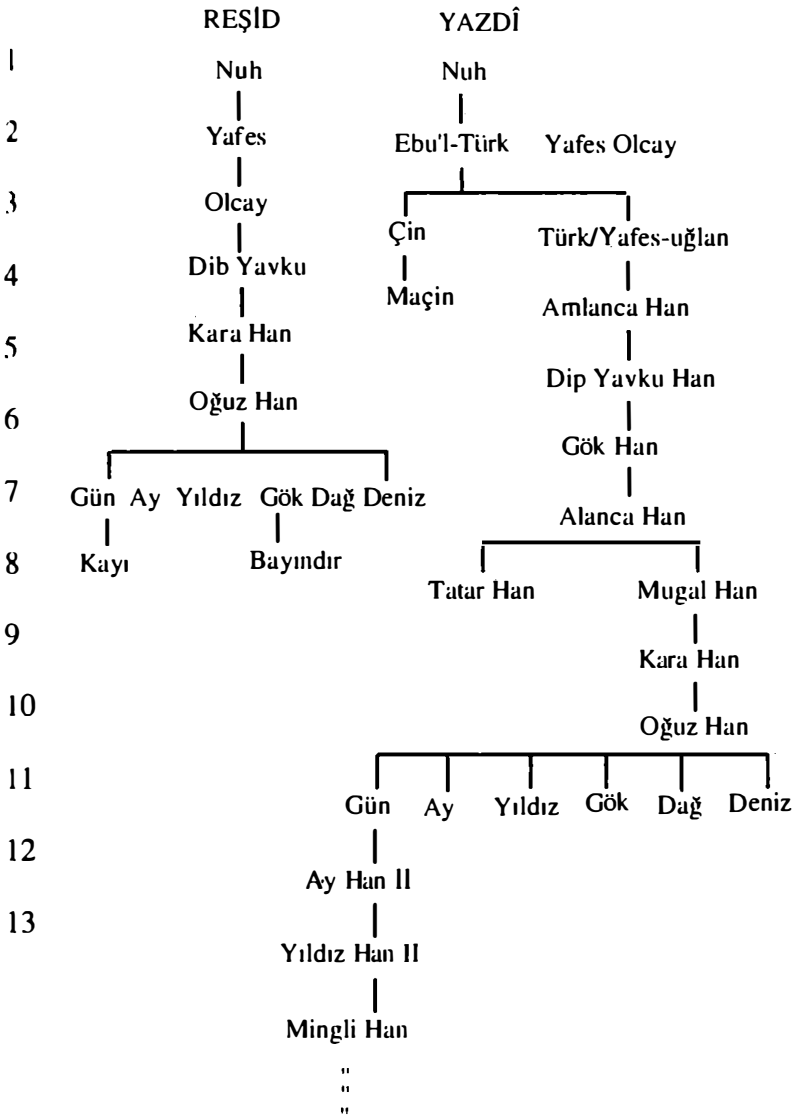 REŞİD YAZDÎ
1 Nuh Nuh
2 Yafes Ebu'l-Türk Yafes Olcay
3 Olcay Çin Türk/Yafes-uğlan
4 Dib Yavku Maçin Amlanca Han
5 Kara Han Dip Yavku Han
6 Oğuz Han Gök Han
7 Gün Ay Yıldız Gök Dağ Deniz Alanca Han
8 Kayı Bayındır Tatar Han Mugal Han
9 Kara Han
10 Oğuz Han
11 Gün Ay Yıldız Gök Dağ Deniz
12 Ay Han II
13 Yıldız Han II
Mingli Han
"
"
"